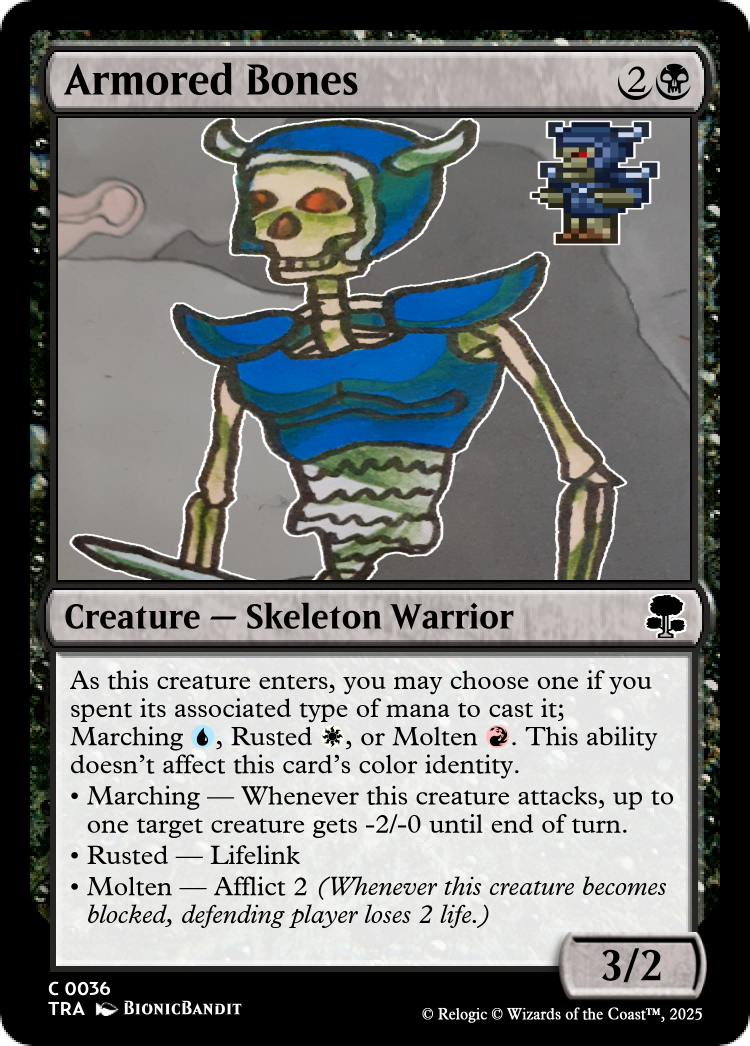 Armored Bones 2
Creature — Skeleton Warrior
As this creature enters, you may choose one if you
spent its associated type of mana to cast it;
Marching , Rusted , or Molten . This ability
doesn't affect this card's color identity.
• Marching — Whenever this creature attacks, up to
one target creature gets -2/-0 until end of turn.
• Rusted — Lifelink
• Molten — Afflict 2 (Whenever this creature becomes
blocked, defending player loses 2 life.)
3/2
C 0036
TRA BionicBandit
© Relogic © Wizards of the Coast™, 2025